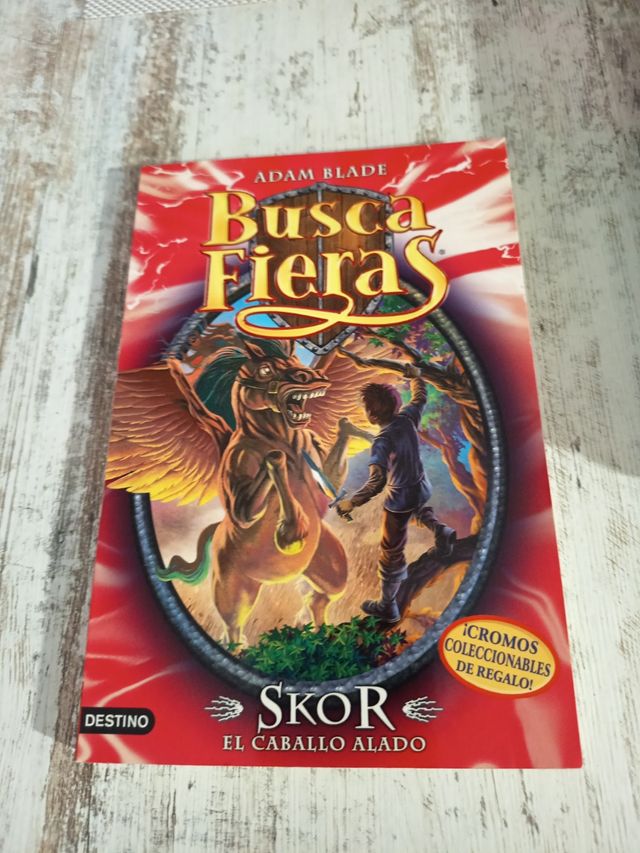 ADAM BLADE
Busca
Fieras®
¡CROMOS
COLECCIONABLES
DE REGALO!
SKOR
EL CABALLO ALADO
DESTINO